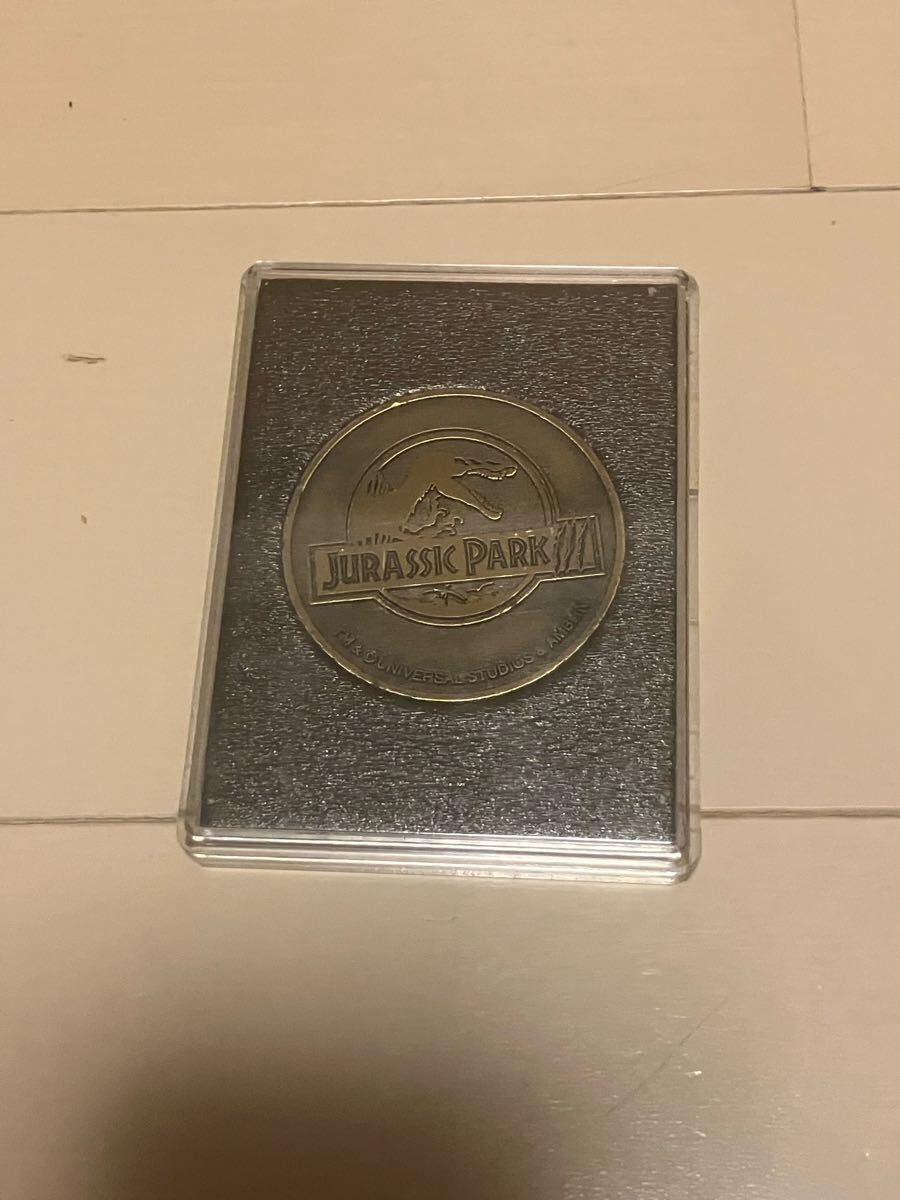 JURASSIC PARK III
TM & © UNIVERSAL STUDIOS & AMBLIN